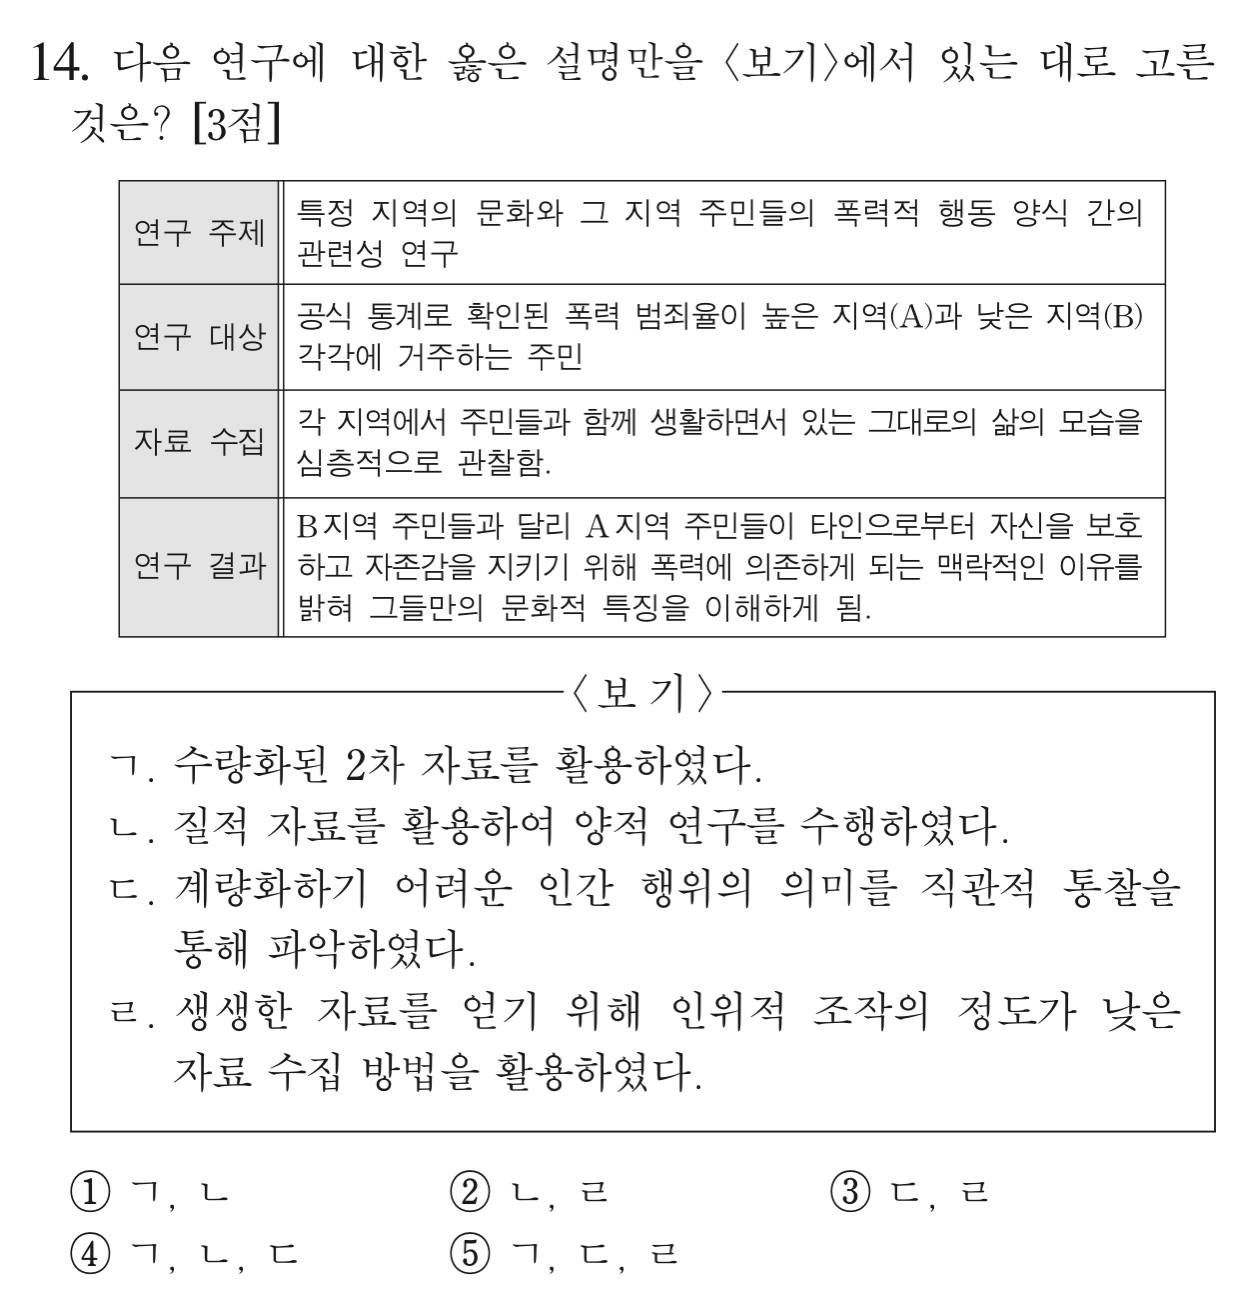 14. 다음 연구에 대한 옳은 설명만을 〈보기〉에서 있는 대로 고른
것은? [3점]
연구 주제
특정 지역의 문화와 그 지역 주민들의 폭력적 행동 양식 간의
관련성 연구
연구 대상
공식 통계로 확인된 폭력 범죄율이 높은 지역(A)과 낮은 지역(B)
각각에 거주하는 주민
자료 수집
각 지역에서 주민들과 함께 생활하면서 있는 그대로의 삶의 모습을
심층적으로 관찰함.
연구 결과
B지역 주민들과 달리 A지역 주민들이 타인으로부터 자신을 보호
하고 자존감을 지키기 위해 폭력에 의존하게 되는 맥락적인 이유를
밝혀 그들만의 문화적 특징을 이해하게 됨.
〈보 기〉
ㄱ. 수량화된 2차 자료를 활용하였다.
ㄴ. 질적 자료를 활용하여 양적 연구를 수행하였다.
ㄷ. 계량화하기 어려운 인간 행위의 의미를 직관적 통찰을
통해 파악하였다.
ㄹ. 생생한 자료를 얻기 위해 인위적 조작의 정도가 낮은
자료 수집 방법을 활용하였다.
① ㄱ, ㄴ ② ㄴ, ㄹ ③ ㄷ, ㄹ
④ ㄱ, ㄴ, ㄷ ⑤ ㄱ, ㄷ, ㄹ